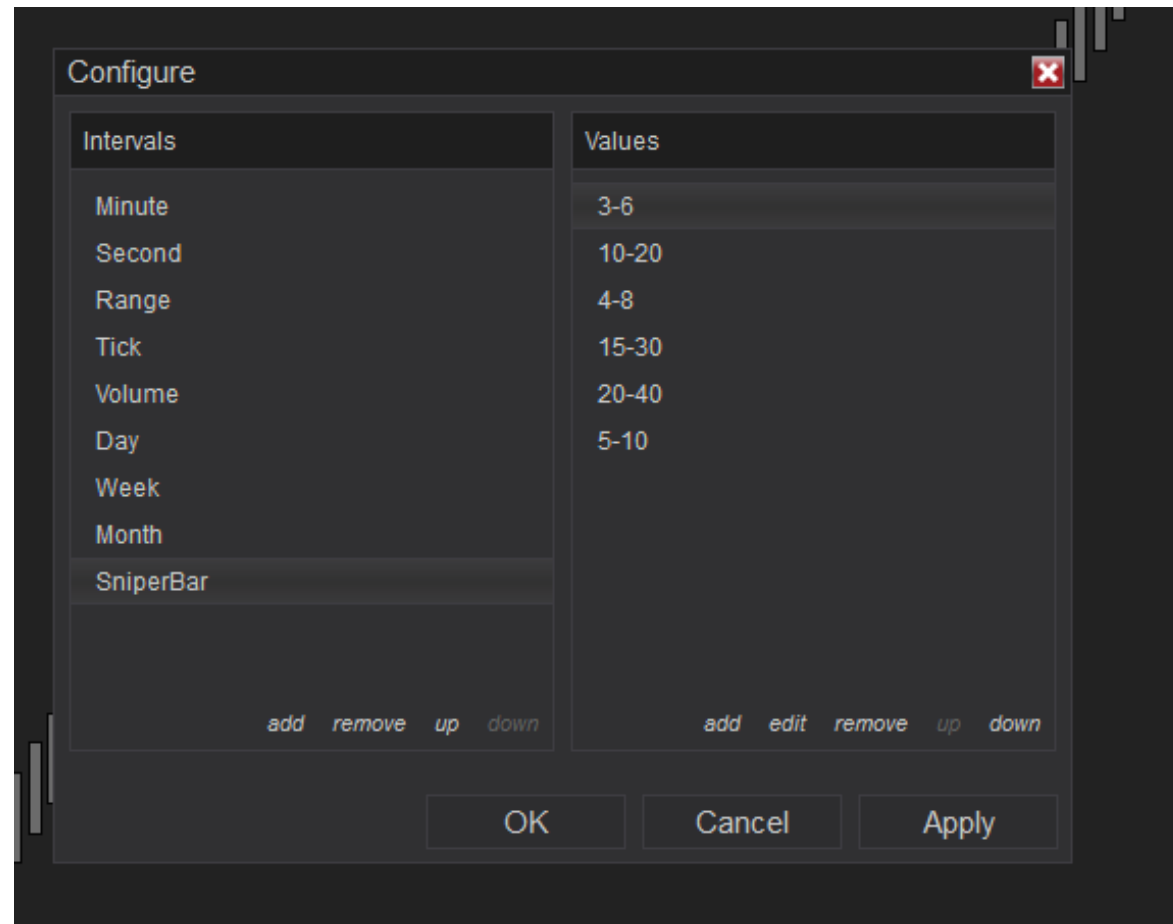 Configure
Intervals
Values
Minute
Second
Range
Tick
Volume
Day
Week
Month
SniperBar
3-6
10-20
4-8
15-30
20-40
5-10
add remove up down
add edit remove up down
OK Cancel Apply